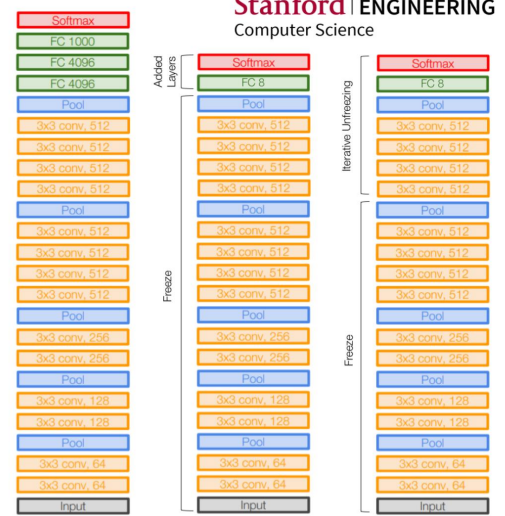 Stanford | ENGINEERING
Computer Science
Softmax
FC 1000
FC 4096
FC 4096
Pool
3x3 conv, 512
3x3 conv, 512
3x3 conv, 512
3x3 conv, 512
Pool
3x3 conv, 512
3x3 conv, 512
3x3 conv, 512
3x3 conv, 512
Pool
3x3 conv, 256
3x3 conv, 256
Pool
3x3 conv, 128
3x3 conv, 128
Pool
3x3 conv, 64
3x3 conv, 64
Input
Added
Layers
Freeze
Softmax
FC 8
Pool
3x3 conv, 512
3x3 conv, 512
3x3 conv, 512
3x3 conv, 512
Pool
3x3 conv, 512
3x3 conv, 512
3x3 conv, 512
3x3 conv, 512
Pool
3x3 conv, 256
3x3 conv, 256
Pool
3x3 conv, 128
3x3 conv, 128
Pool
3x3 conv, 64
3x3 conv, 64
Input
Iterative Unfreezing
Freeze
Softmax
FC 8
Pool
3x3 conv, 512
3x3 conv, 512
3x3 conv, 512
3x3 conv, 512
Pool
3x3 conv, 512
3x3 conv, 512
3x3 conv, 512
3x3 conv, 512
Pool
3x3 conv, 256
3x3 conv, 256
Pool
3x3 conv, 128
3x3 conv, 128
Pool
3x3 conv, 64
3x3 conv, 64
Input